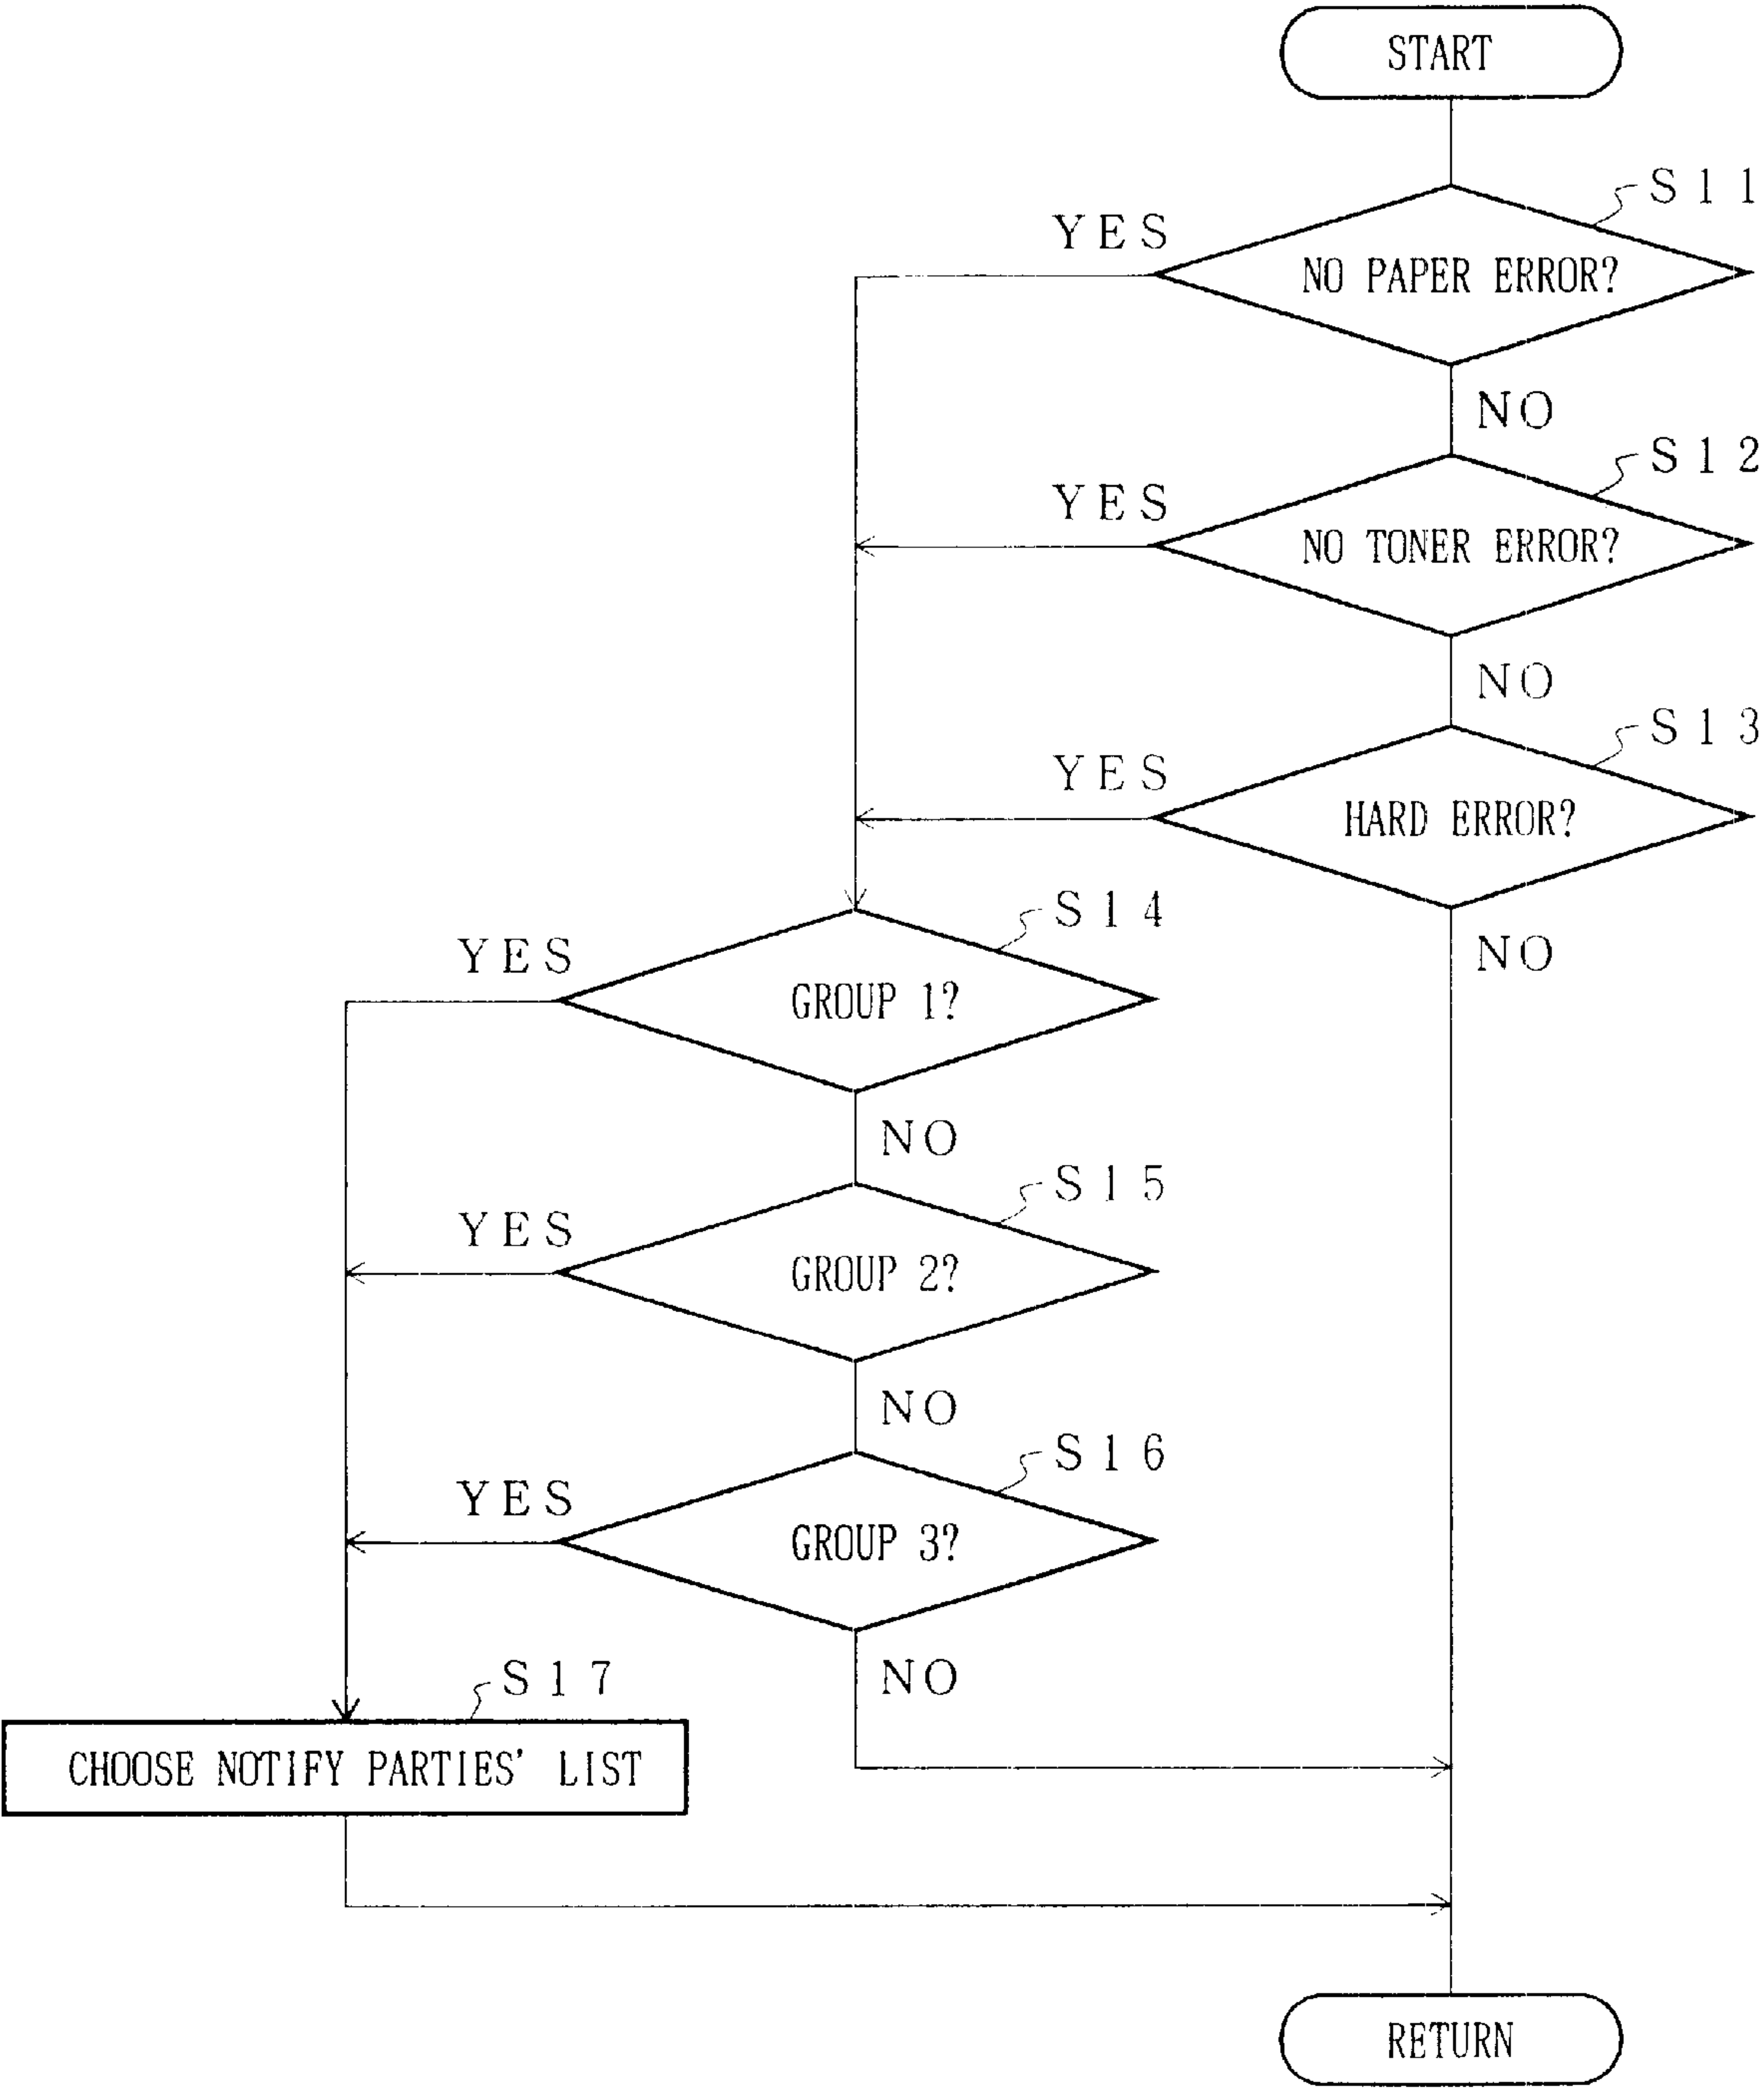 START
S11
YES
NO PAPER ERROR?
NO
S12
YES
NO TONER ERROR?
NO
S13
YES
HARD ERROR?
NO
S14
YES
GROUP 1?
NO
S15
YES
GROUP 2?
NO
S16
YES
GROUP 3?
NO
S17
CHOOSE NOTIFY PARTIES' LIST
RETURN